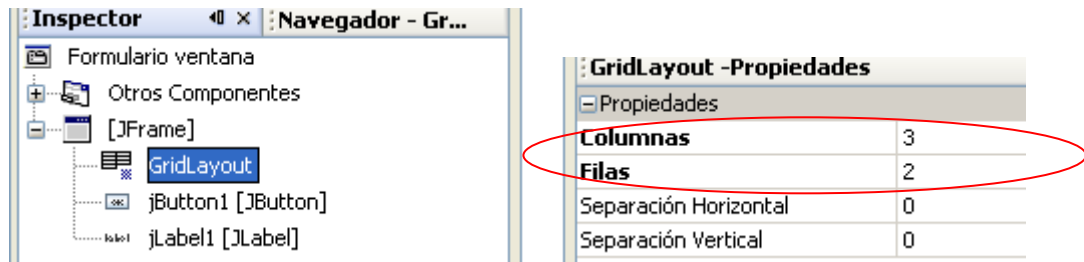 Inspector
Navegador - Gr...
Formulario ventana
Otros Componentes
[JFrame]
GridLayout
jButton1 [JButton]
label jLabel1 [JLabel]
GridLayout -Propiedades
Propiedades
Columnas 3
Filas 2
Separación Horizontal 0
Separación Vertical 0